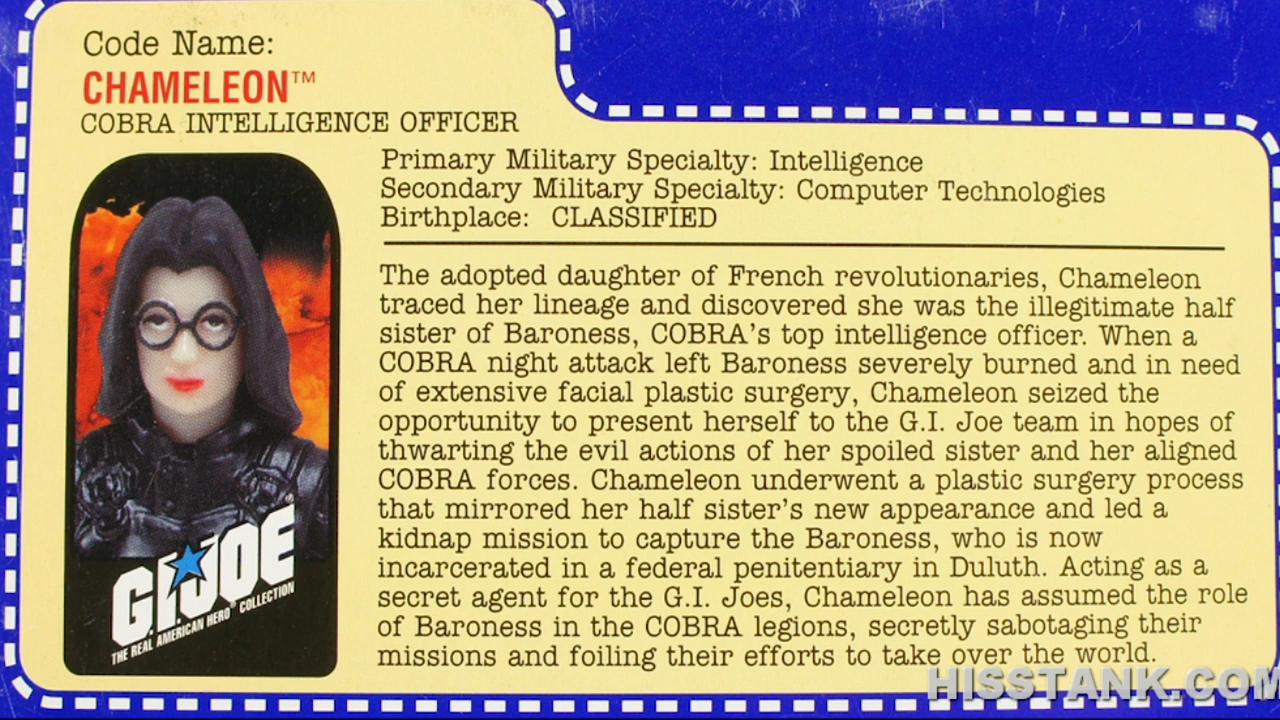 Code Name:
CHAMELEON™
COBRA INTELLIGENCE OFFICER
Primary Military Specialty: Intelligence
Secondary Military Specialty: Computer Technologies
Birthplace: CLASSIFIED
The adopted daughter of French revolutionaries, Chameleon
traced her lineage and discovered she was the illegitimate half
sister of Baroness, COBRA's top intelligence officer. When a
COBRA night attack left Baroness severely burned and in need
of extensive facial plastic surgery, Chameleon seized the
opportunity to present herself to the G.I. Joe team in hopes of
thwarting the evil actions of her spoiled sister and her aligned
COBRA forces. Chameleon underwent a plastic surgery process
that mirrored her half sister's new appearance and led a
kidnap mission to capture the Baroness, who is now
incarcerated in a federal penitentiary in Duluth. Acting as a
secret agent for the G.I. Joes, Chameleon has assumed the role
of Baroness in the COBRA legions, secretly sabotaging their
missions and foiling their efforts to take over the world.
G.I. JOE®
THE REAL AMERICAN HERO® COLLECTION
HISSTANK.COM